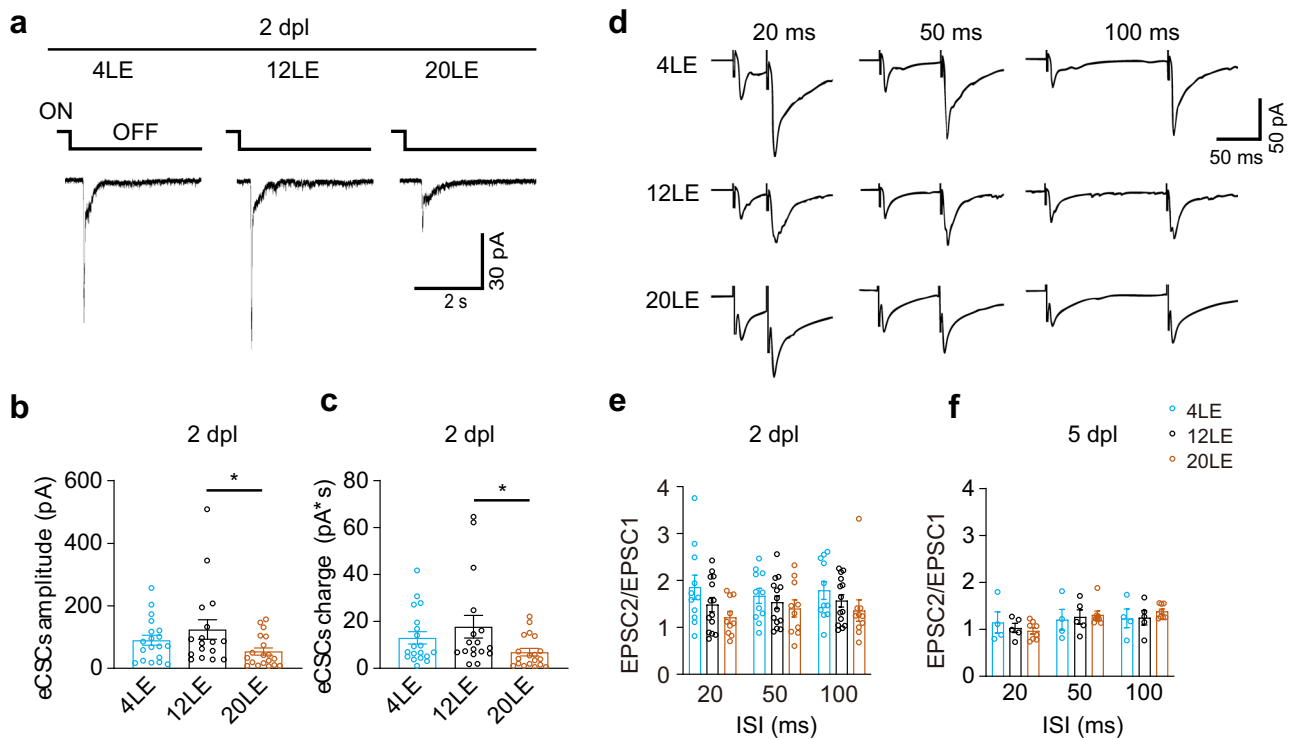 a
2 dpl
4LE 12LE 20LE
ON
OFF
30 pA
2 s
d
20 ms 50 ms 100 ms
4LE
50 pA
50 ms
12LE
20LE
b
2 dpl
eCSCs amplitude (pA)
600
400
200
0
4LE 12LE 20LE
*
c
2 dpl
eCSCs charge (pA* s)
80
60
40
20
0
4LE 12LE 20LE
*
e
2 dpl
EPSC2/EPSC1
4
3
2
1
0
20 50 100
ISI (ms)
f
5 dpl
4LE
12LE
20LE
EPSC2/EPSC1
4
3
2
1
0
20 50 100
ISI (ms)